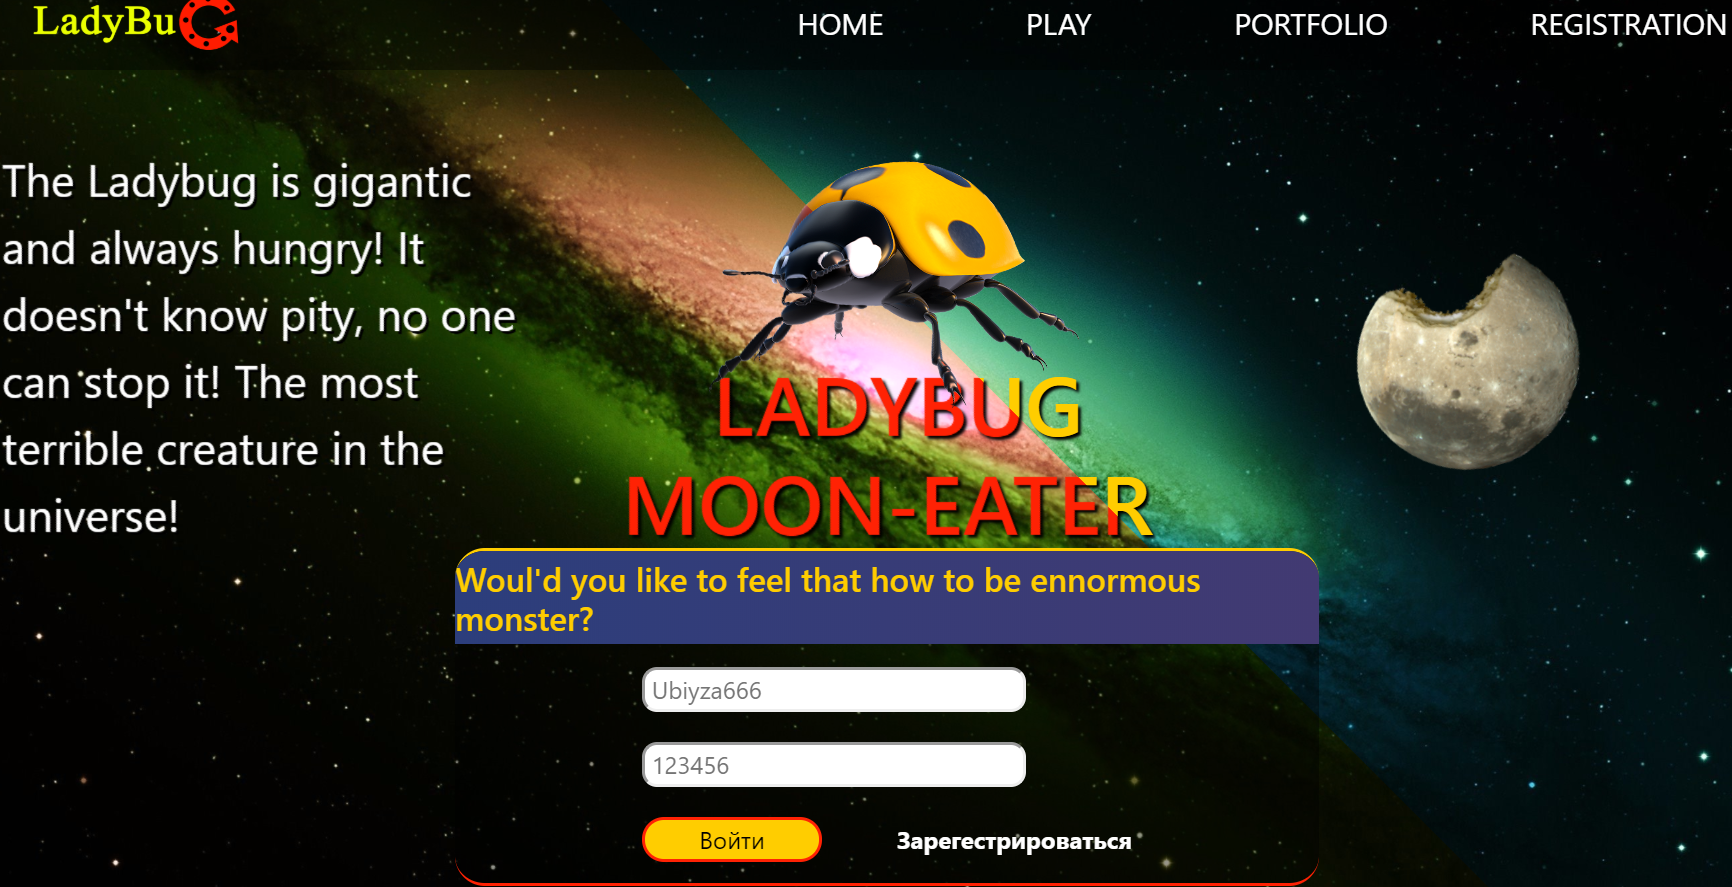 LadyBuG
HOME
PLAY
PORTFOLIO
REGISTRATION
The Ladybug is gigantic
and always hungry! It
doesn't know pity, no one
can stop it! The most
terrible creature in the
universe!
LADYBUG
MOON-EATER
Woul'd you like to feel that how to be ennormous
monster?
Ubiyza666
123456
Войти
Зарегестрироваться